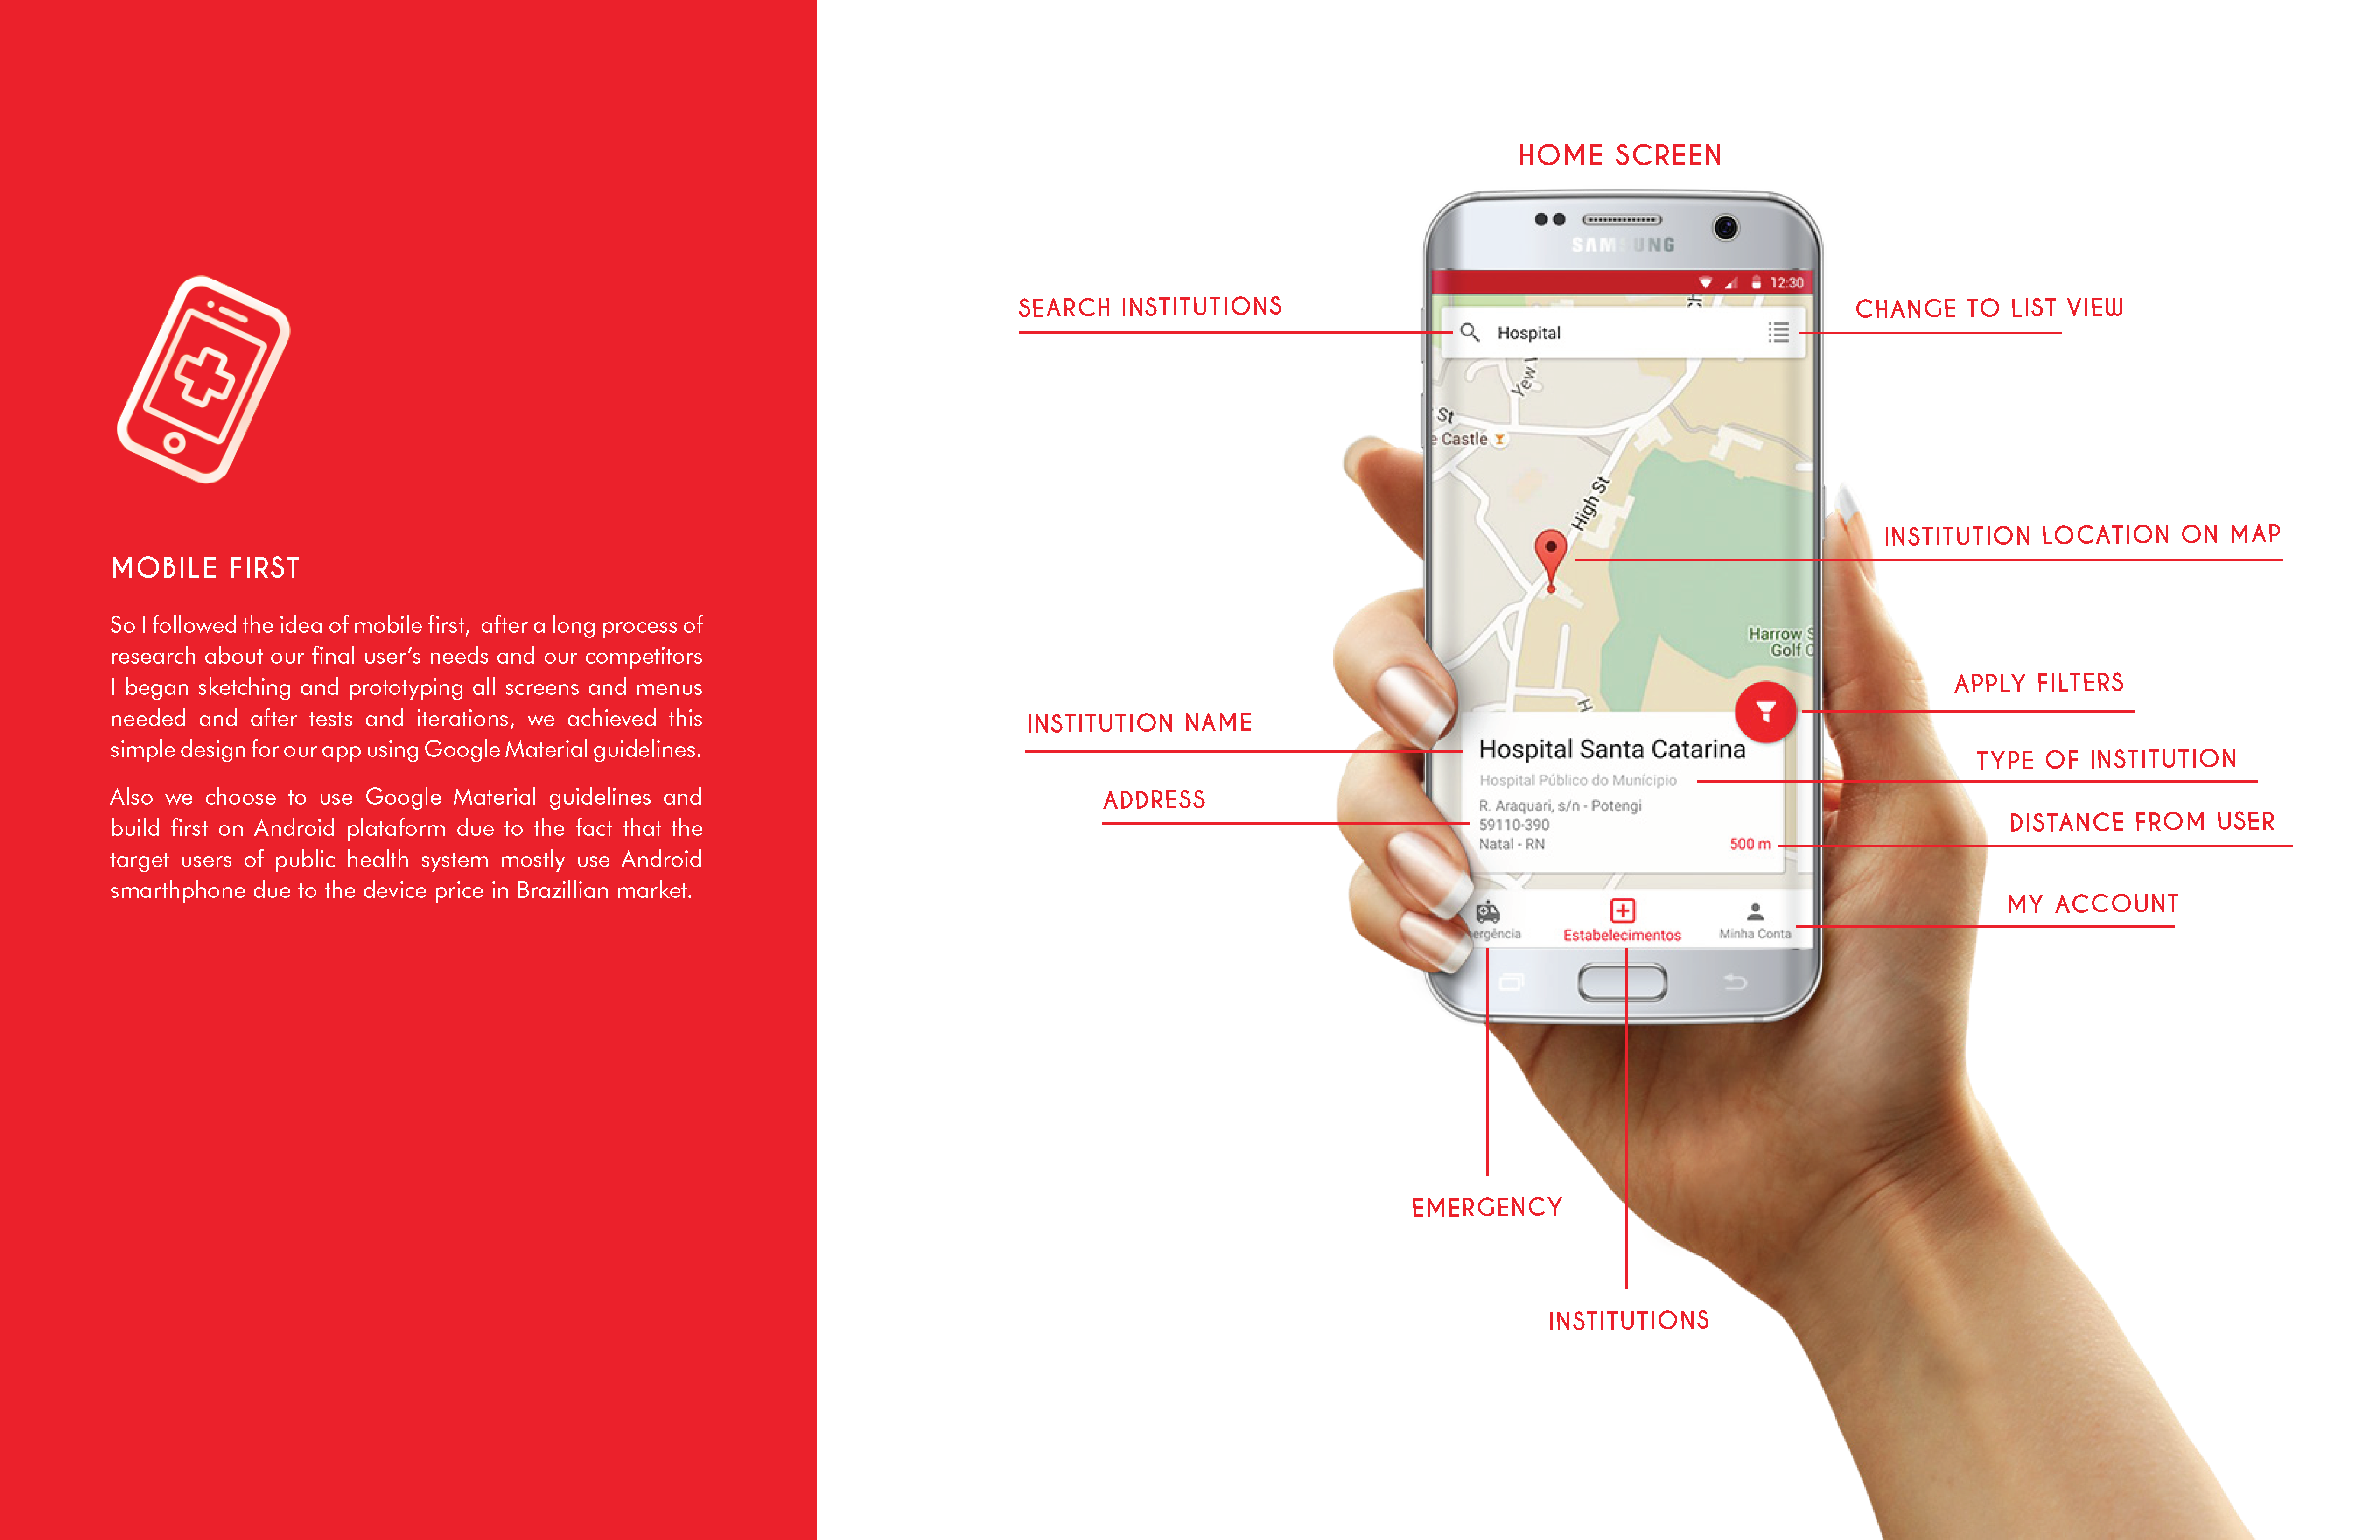 MOBILE FIRST
So I followed the idea of mobile first, after a long process of
research about our final user's needs and our competitors
I began sketching and prototyping all screens and menus
needed and after tests and iterations, we achieved this
simple design for our app using Google Material guidelines.
Also we choose to use Google Material guidelines and
build first on Android plataform due to the fact that the
target users of public health system mostly use Android
smarthphone due to the device price in Brazillian market.
HOME SCREEN
SAMSUNG
12:30
SEARCH INSTITUTIONS
Hospital
CHANGE TO LIST VIEW
Yew
St
e Castle
High St
INSTITUTION LOCATION ON MAP
Harrow S
Golf C
H
APPLY FILTERS
INSTITUTION NAME
Hospital Santa Catarina
Hospital Público do Munícipio
TYPE OF INSTITUTION
ADDRESS
R. Araquari, s/n - Potengi
59110-390
Natal - RN
500 m
DISTANCE FROM USER
MY ACCOUNT
ergência
Estabelecimentos
Minha Conta
EMERGENCY
INSTITUTIONS